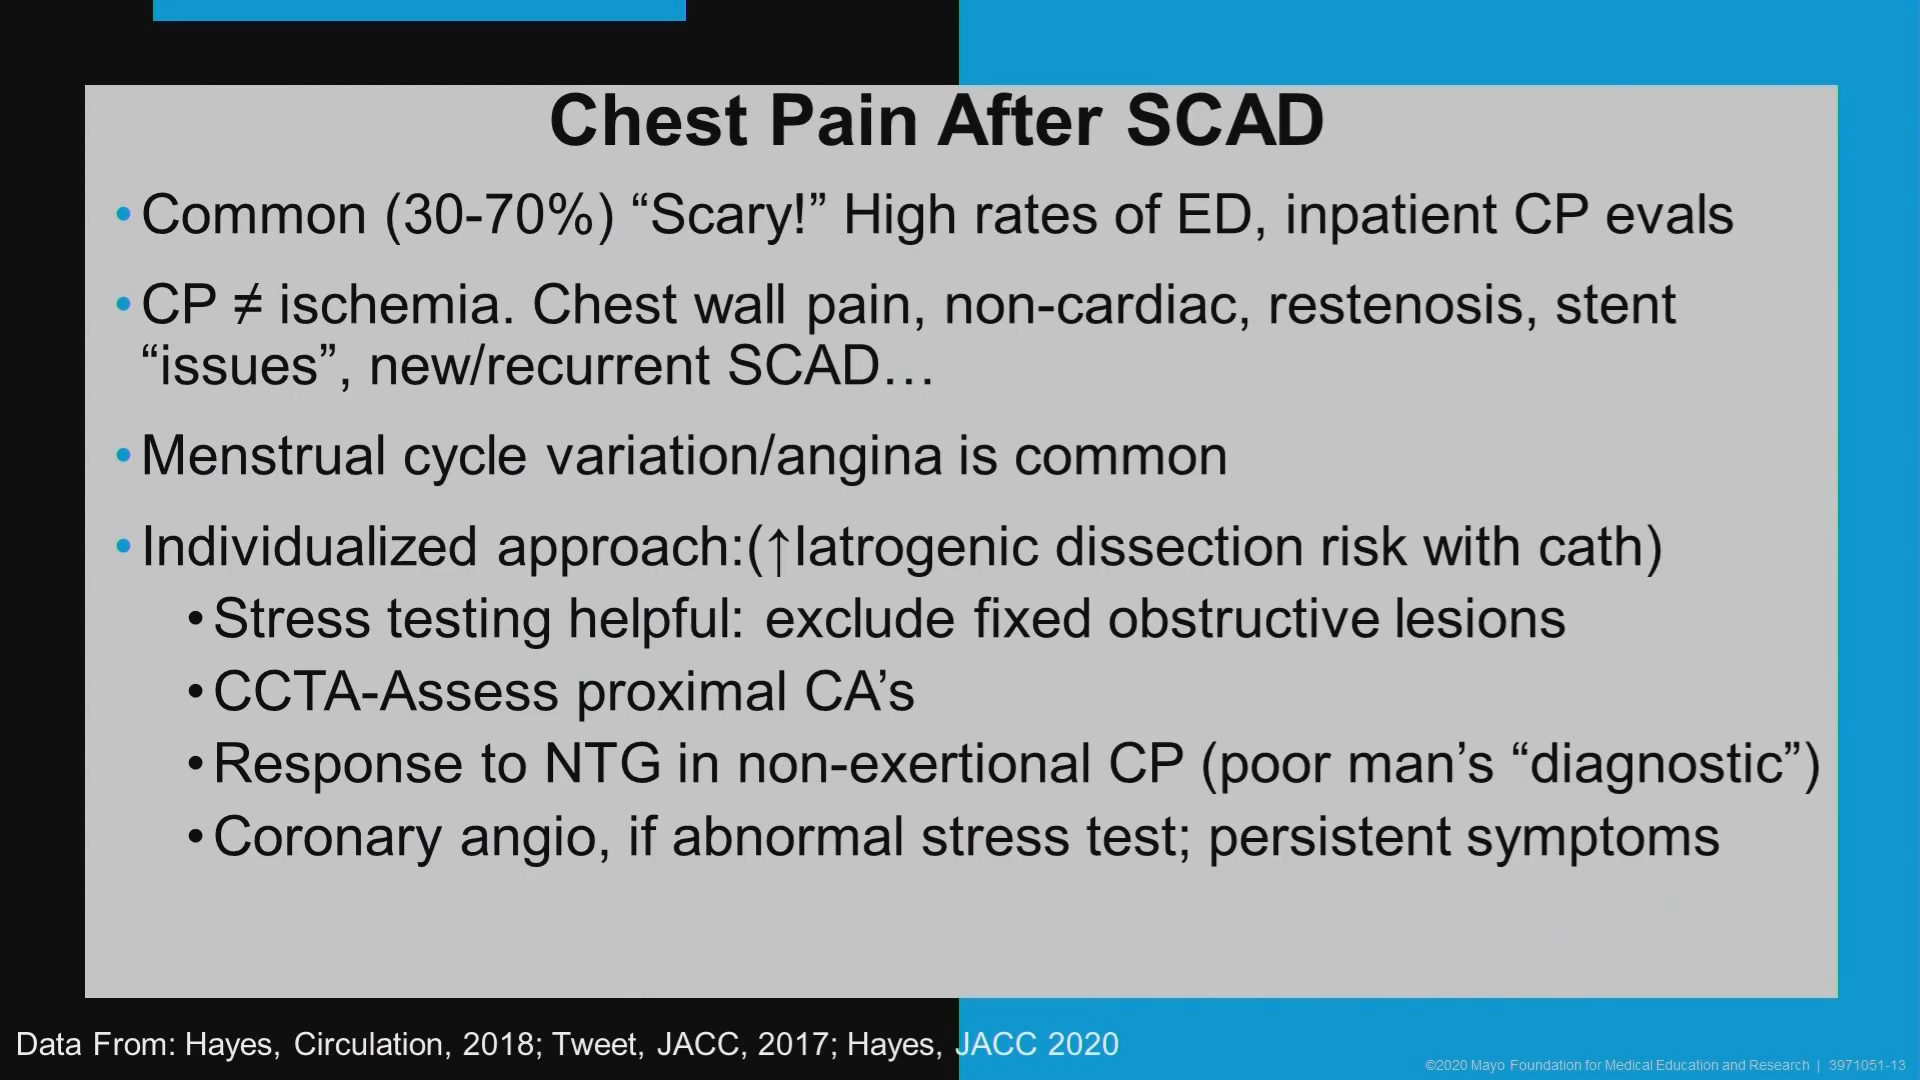 Chest Pain After SCAD
• Common (30-70%) “Scary!” High rates of ED, inpatient CP evals
• CP ≠ ischemia. Chest wall pain, non-cardiac, restenosis, stent
“issues”, new/recurrent SCAD…
• Menstrual cycle variation/angina is common
• Individualized approach:(↑Iatrogenic dissection risk with cath)
• Stress testing helpful: exclude fixed obstructive lesions
• CCTA-Assess proximal CA’s
• Response to NTG in non-exertional CP (poor man’s “diagnostic”)
• Coronary angio, if abnormal stress test; persistent symptoms
Data From: Hayes, Circulation, 2018; Tweet, JACC, 2017; Hayes, JACC 2020
©2020 Mayo Foundation for Medical Education and Research | 3971051-13